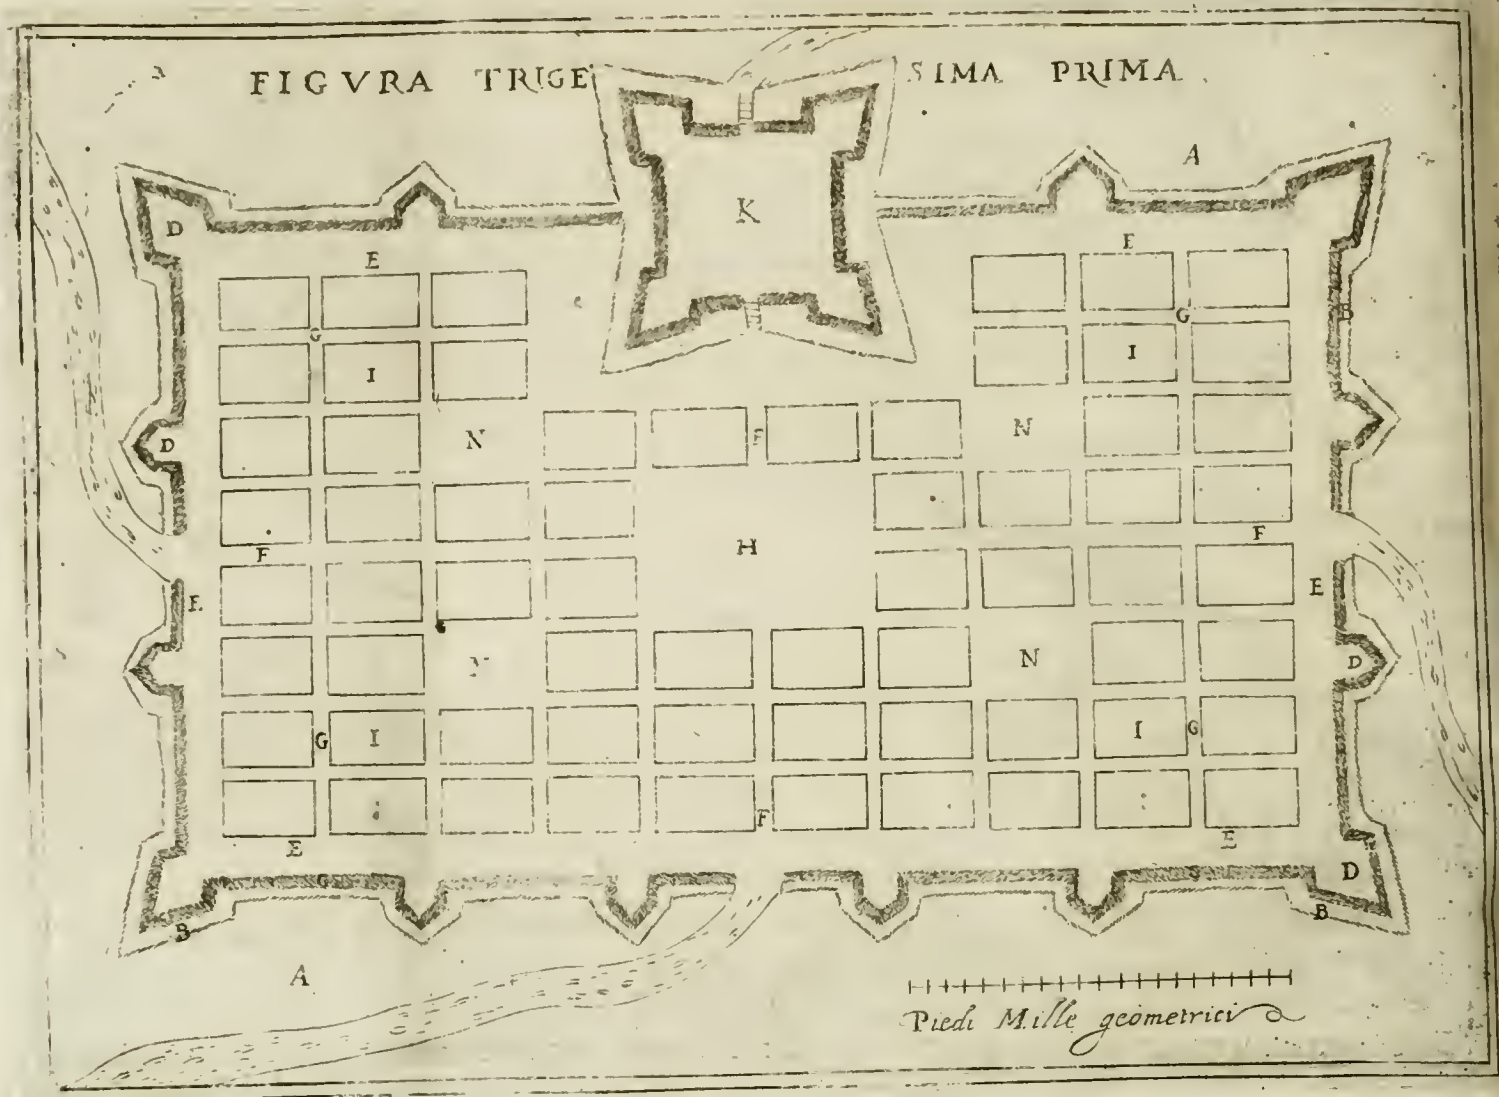 FIGVRA TRIGE SIMA PRIMA
A
K
D
E E
G G
B
I I
D N N
E
H
F F
E E
N N
D
G I I G
F
E E
G D
B B
A
Piedi Mille geometrici